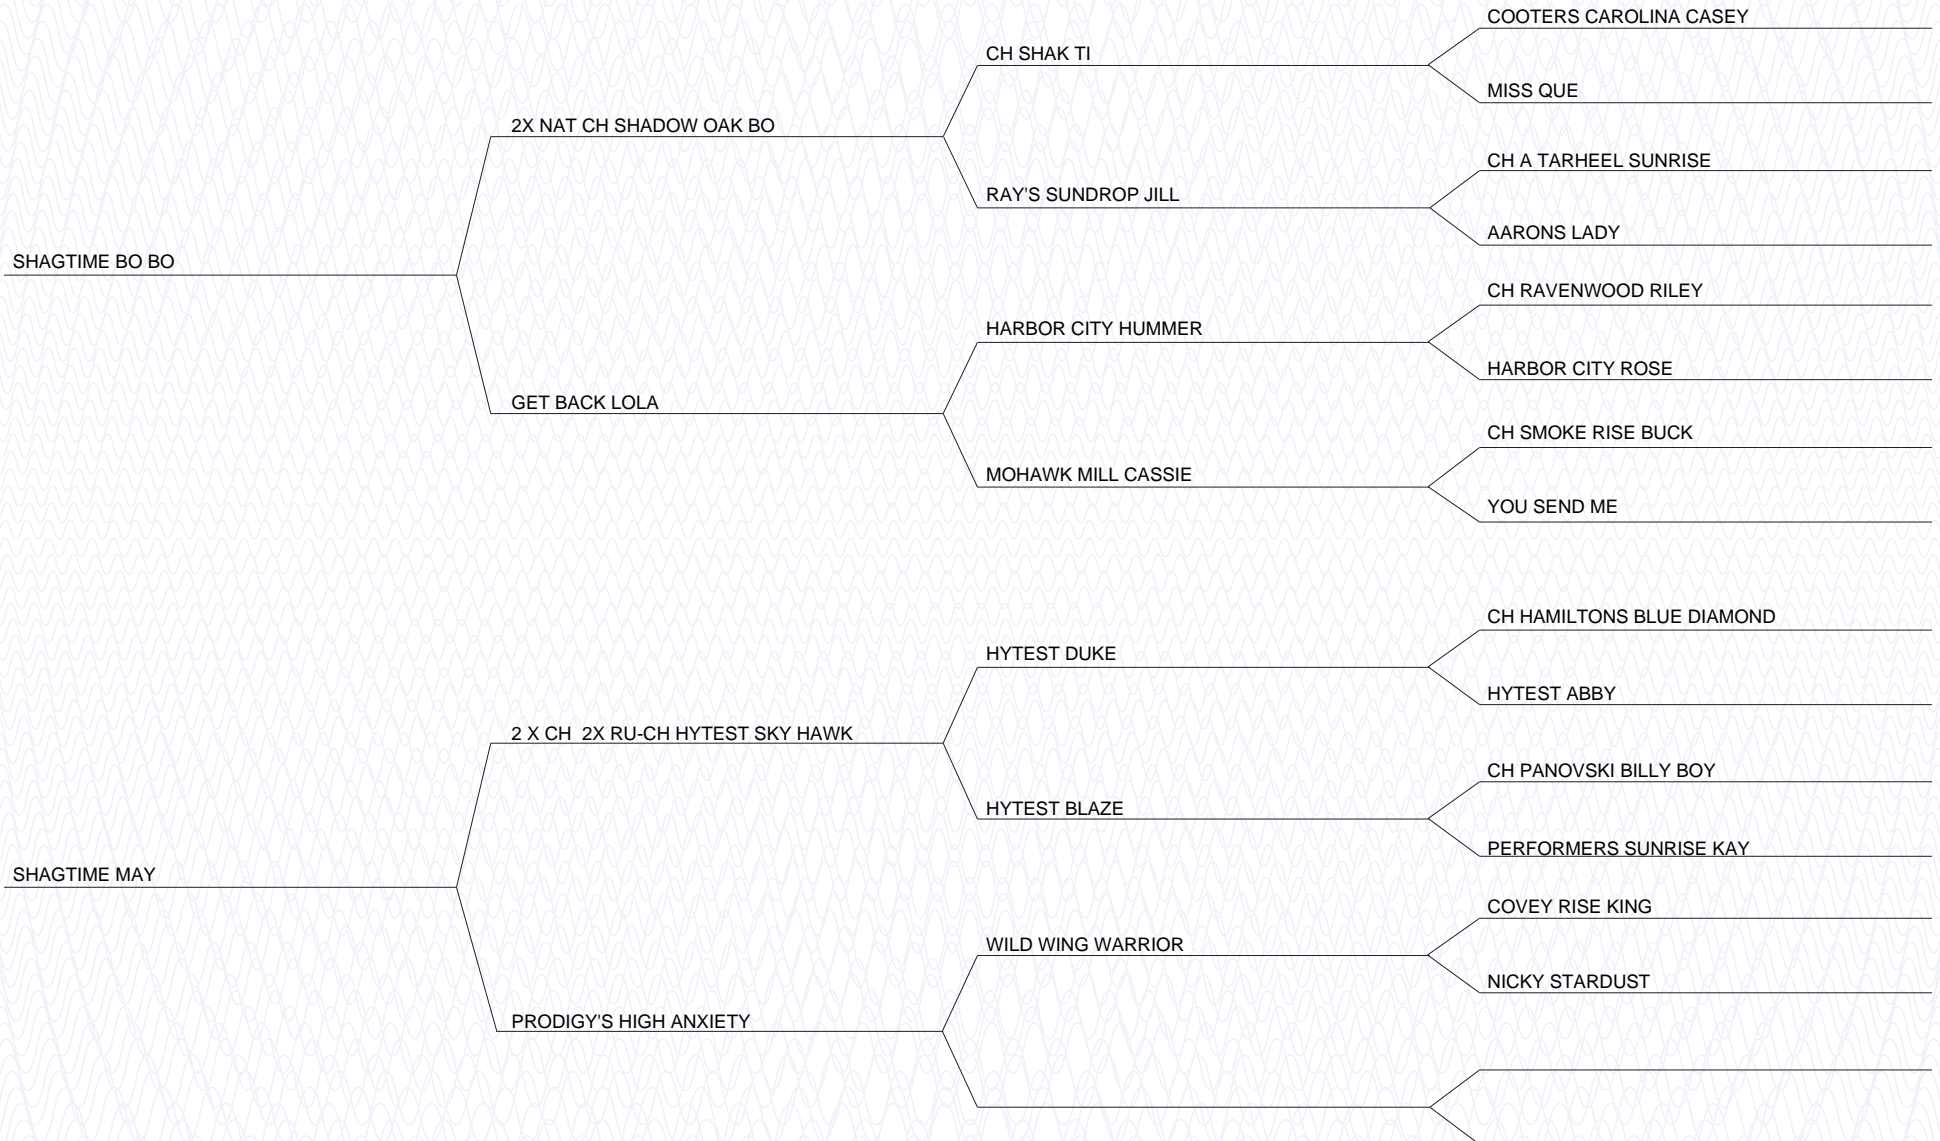 COOTERS CAROLINA CASEY
CH SHAK TI
MISS QUE
2X NAT CH SHADOW OAK BO
CH A TARHEEL SUNRISE
RAY'S SUNDROP JILL
AARONS LADY
SHAGTIME BO BO
CH RAVENWOOD RILEY
HARBOR CITY HUMMER
HARBOR CITY ROSE
GET BACK LOLA
CH SMOKE RISE BUCK
MOHAWK MILL CASSIE
YOU SEND ME
CH HAMILTONS BLUE DIAMOND
HYTEST DUKE
HYTEST ABBY
2 X CH  2X RU-CH HYTEST SKY HAWK
CH PANOVSKI BILLY BOY
HYTEST BLAZE
PERFORMERS SUNRISE KAY
SHAGTIME MAY
COVEY RISE KING
WILD WING WARRIOR
NICKY STARDUST
PRODIGY'S HIGH ANXIETY